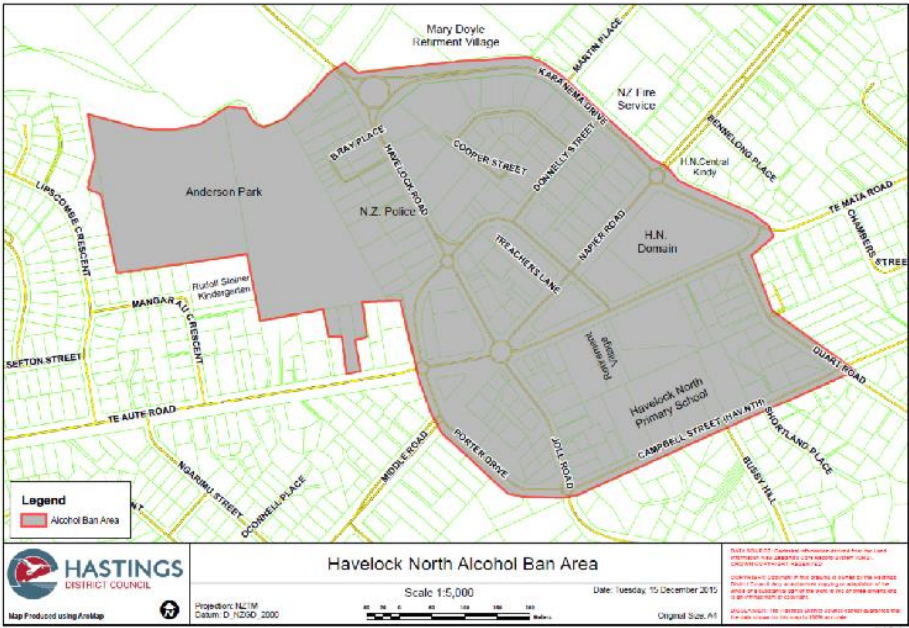 Mary Doyle
Retirment Village
MARTIN PLACE
KARANEMA DRIVE
NZ Fire
Service
BENNELONG PLACE
BRAY PLACE
HAVELOCK ROAD
COOPER STREET
DONNELLY STREET
H.N.Central
Kindy
Anderson Park
LIPSCOMBE CRESCENT
N.Z. Police
TE MATA ROAD
CHAMBERS STREET
NAPIER ROAD
H.N.
Domain
TREACHERS LANE
Rudolf Steiner
Kindergarten
MANGARAU CRESCENT
SEFTON STREET
Retirement
Village
DUART ROAD
Havelock North
Primary School
TE AUTE ROAD
CAMPBELL STREET (HAV.NTH)
SHORTLAND PLACE
PORTER DRIVE
JOLL ROAD
MIDDLE ROAD
BUSBY HILL
NGARIMU STREET
OCONNELL PLACE
Legend
Alcohol Ban Area
HASTINGS
DISTRICT COUNCIL
Map Produced using ArcMap
Projection: NZTM
Datum: D_NZGD_2000
Havelock North Alcohol Ban Area
Scale 1:5,000
Meters
Date: Tuesday, 15 December 2015
Original Size, A4